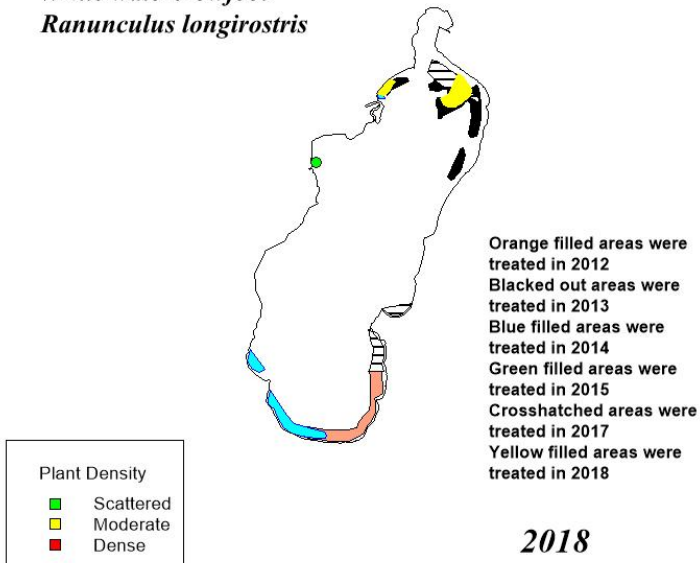 Ranunculus longirostris
Orange filled areas were
treated in 2012
Blacked out areas were
treated in 2013
Blue filled areas were
treated in 2014
Green filled areas were
treated in 2015
Crosshatched areas were
treated in 2017
Yellow filled areas were
treated in 2018
Plant Density
Scattered
Moderate
Dense
2018